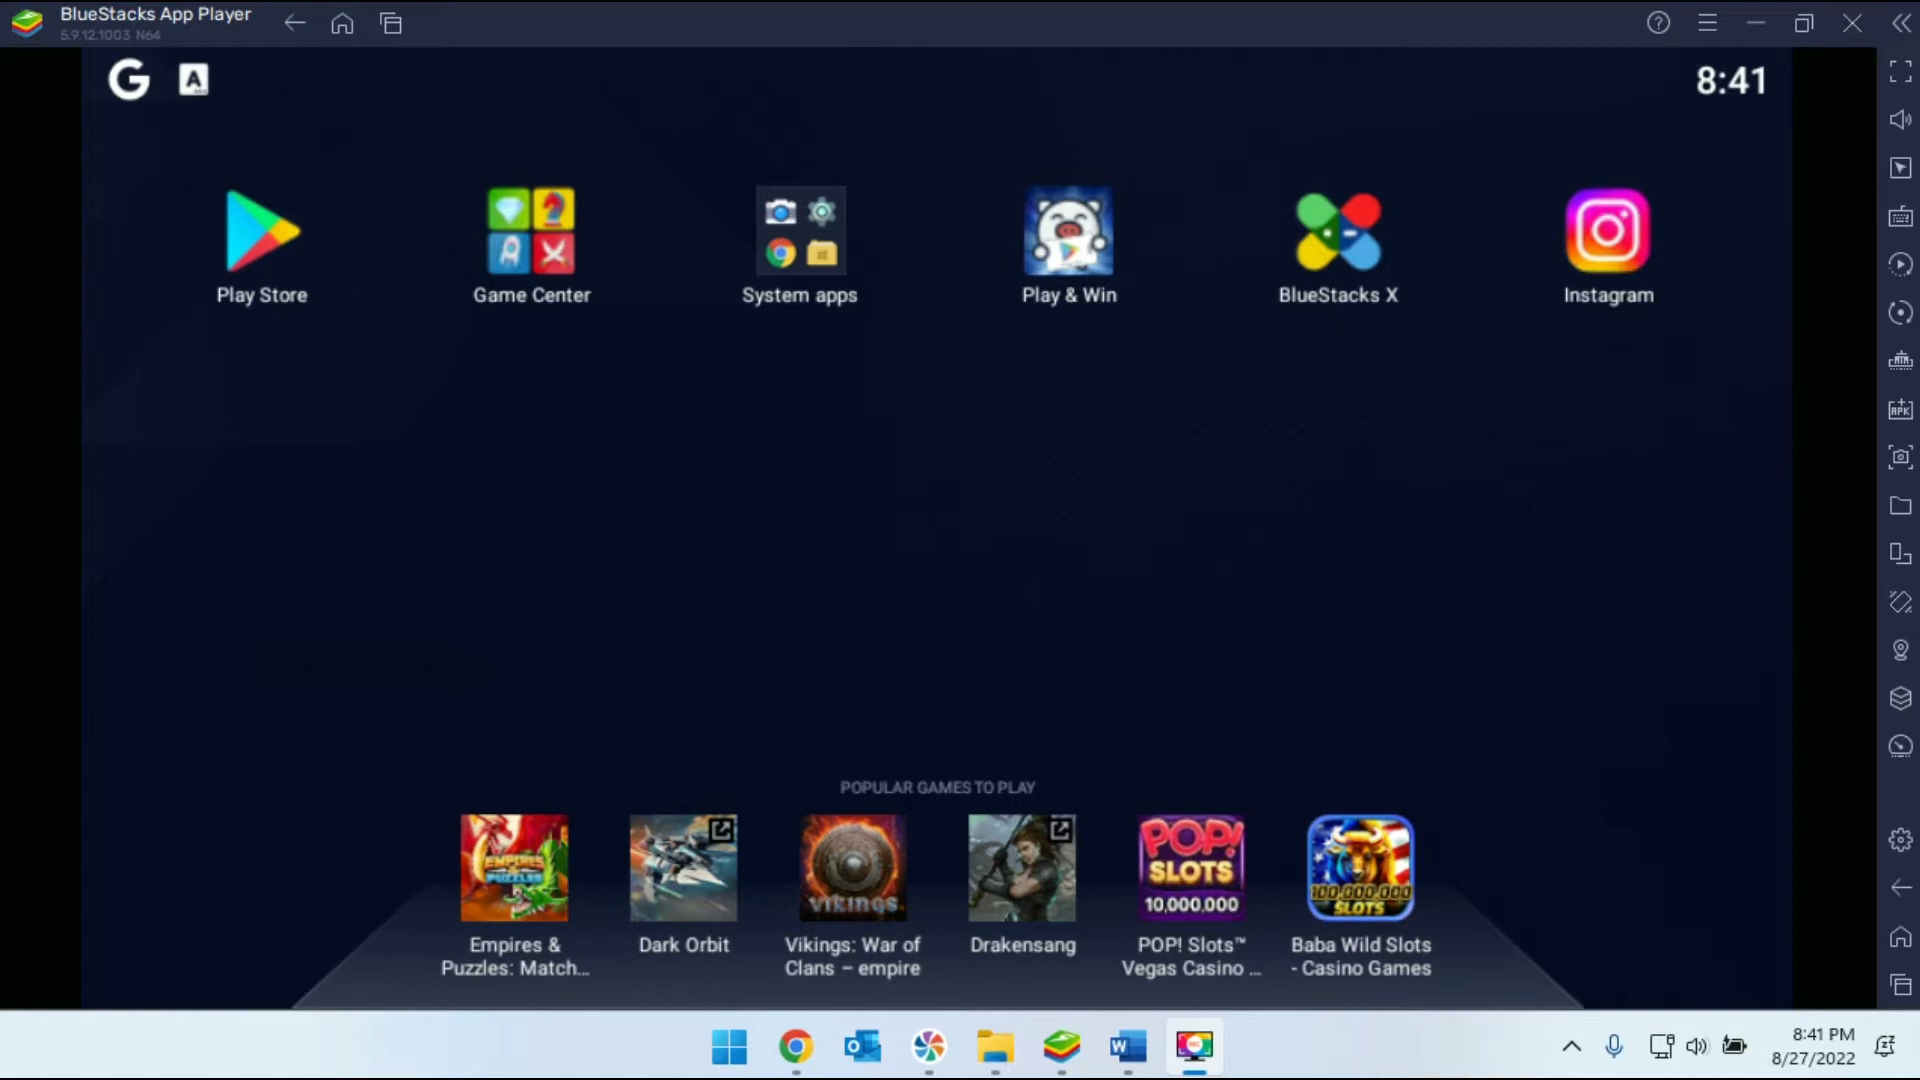 BlueStacks App Player
5.9.12.1003 N64
8:41
Play Store
Game Center
System apps
Play & Win
BlueStacks X
Instagram
POPULAR GAMES TO PLAY
EMPIRES
PUZZLES
VIKINGS
POP!
SLOTS
10,000,000
100,000,000
SLOTS
Empires &
Puzzles: Match...
Dark Orbit
Vikings: War of
Clans – empire
Drakensang
POP! Slots™
Vegas Casino ...
Baba Wild Slots
- Casino Games
8:41 PM
8/27/2022